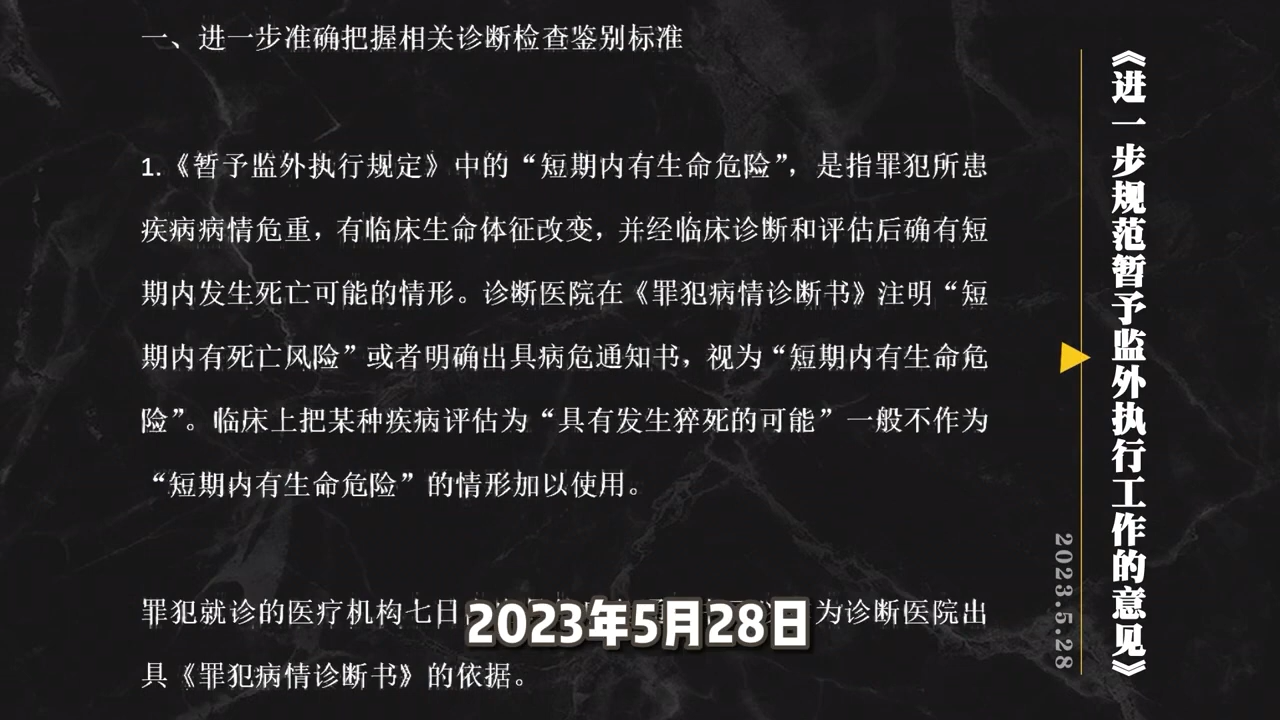 一、进一步准确把握相关诊断检查鉴别标准
1.《暂予监外执行规定》中的“短期内有生命危险”，是指罪犯所患
疾病病情危重，有临床生命体征改变，并经临床诊断和评估后确有短
期内发生死亡可能的情形。诊断医院在《罪犯病情诊断书》注明“短
期内有死亡风险”或者明确出具病危通知书，视为“短期内有生命危
险”。临床上把某种疾病评估为“具有发生猝死的可能”一般不作为
“短期内有生命危险”的情形加以使用。
罪犯就诊的医疗机构七日 为诊断医院出
具《罪犯病情诊断书》的依据。
2023年5月28日
《进一步规范暂予监外执行工作的意见》
2023.5.28